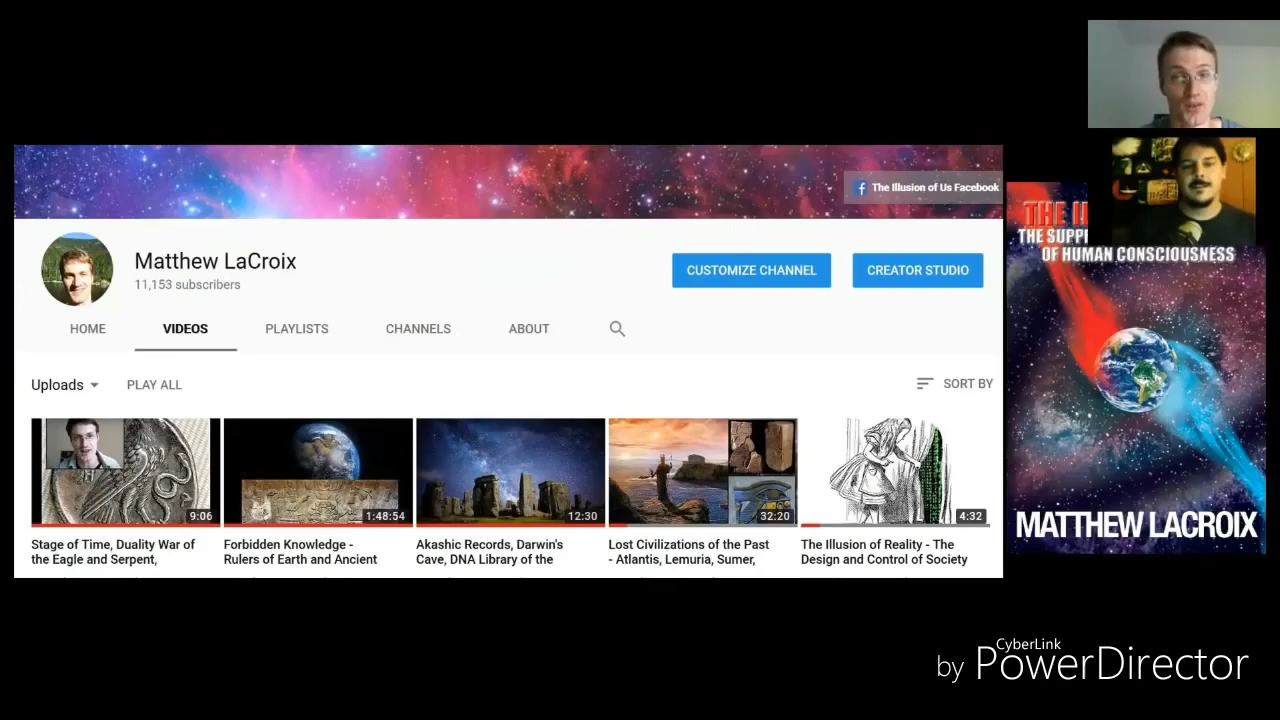 The Illusion of Us Facebook
Matthew LaCroix
11,153 subscribers
CUSTOMIZE CHANNEL
CREATOR STUDIO
HOME
VIDEOS
PLAYLISTS
CHANNELS
ABOUT
Uploads
PLAY ALL
SORT BY
9:06
1:48:54
12:30
32:20
4:32
Stage of Time, Duality War of
the Eagle and Serpent,
Forbidden Knowledge -
Rulers of Earth and Ancient
Akashic Records, Darwin's
Cave, DNA Library of the
Lost Civilizations of the Past
- Atlantis, Lemuria, Sumer,
The Illusion of Reality - The
Design and Control of Society
THE
THE
OF HUMAN CONSCIOUSNESS
MATTHEW LACROIX
CyberLink
by PowerDirector